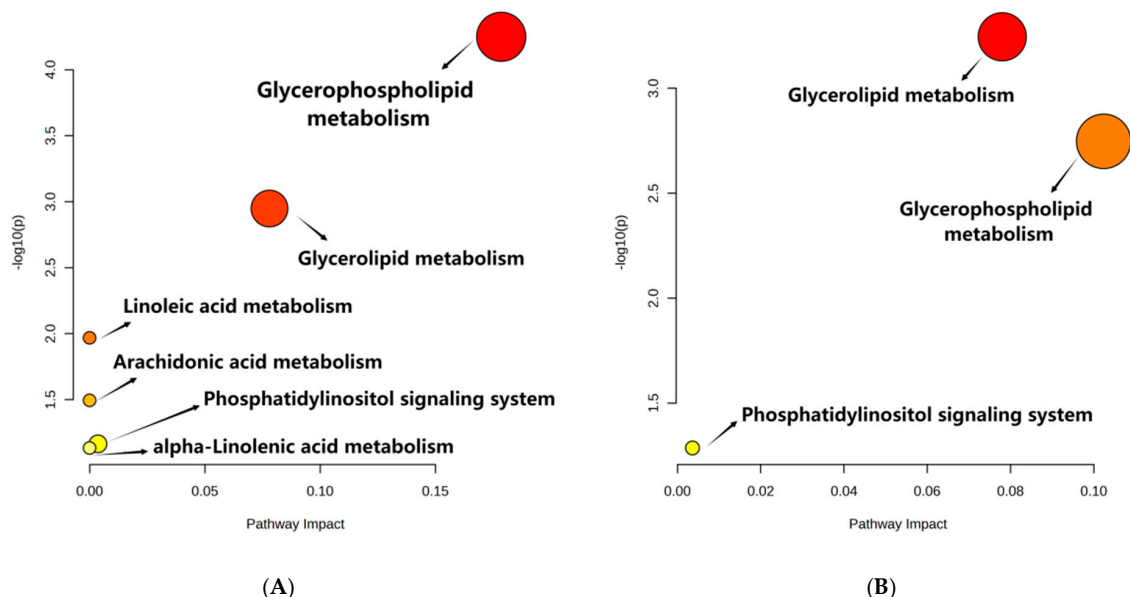 4.0
3.5
3.0
2.5
2.0
1.5
-log10(p)
Glycerophospholipid
metabolism
Glycerolipid metabolism
Linoleic acid metabolism
Arachidonic acid metabolism
Phosphatidylinositol signaling system
alpha-Linolenic acid metabolism
0.00 0.05 0.10 0.15
Pathway Impact
(A)
3.0
2.5
2.0
1.5
-log10(p)
Glycerolipid metabolism
Glycerophospholipid
metabolism
Phosphatidylinositol signaling system
0.00 0.02 0.04 0.06 0.08 0.10
Pathway Impact
(B)